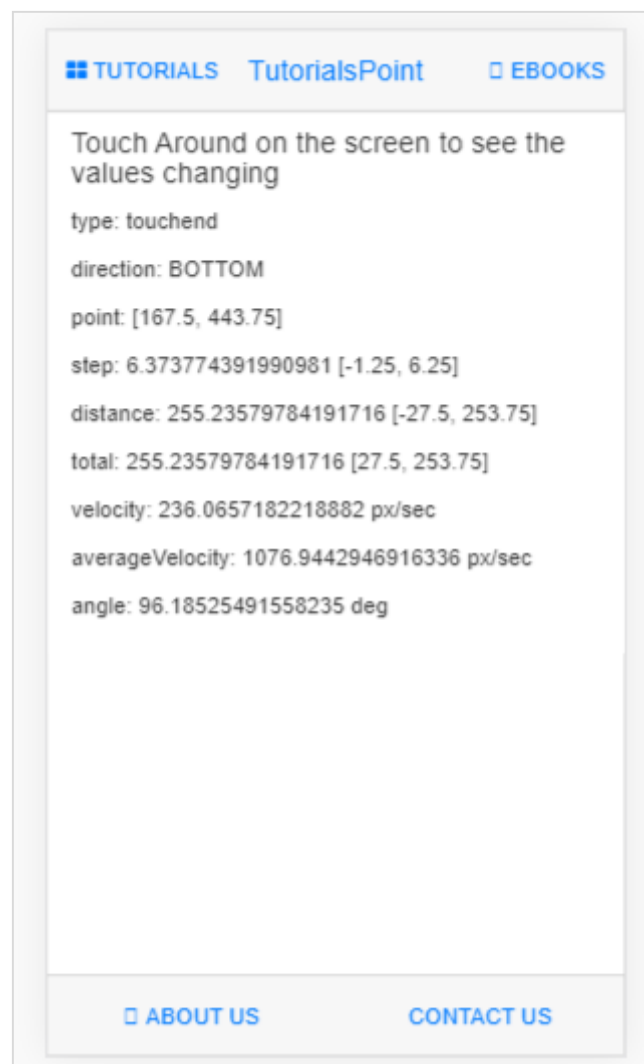 TUTORIALS TutorialsPoint EBOOKS
Touch Around on the screen to see the
values changing
type: touchend
direction: BOTTOM
point: [167.5, 443.75]
step: 6.373774391990981 [-1.25, 6.25]
distance: 255.23579784191716 [-27.5, 253.75]
total: 255.23579784191716 [27.5, 253.75]
velocity: 236.0657182218882 px/sec
averageVelocity: 1076.9442946916336 px/sec
angle: 96.18525491558235 deg
ABOUT US CONTACT US